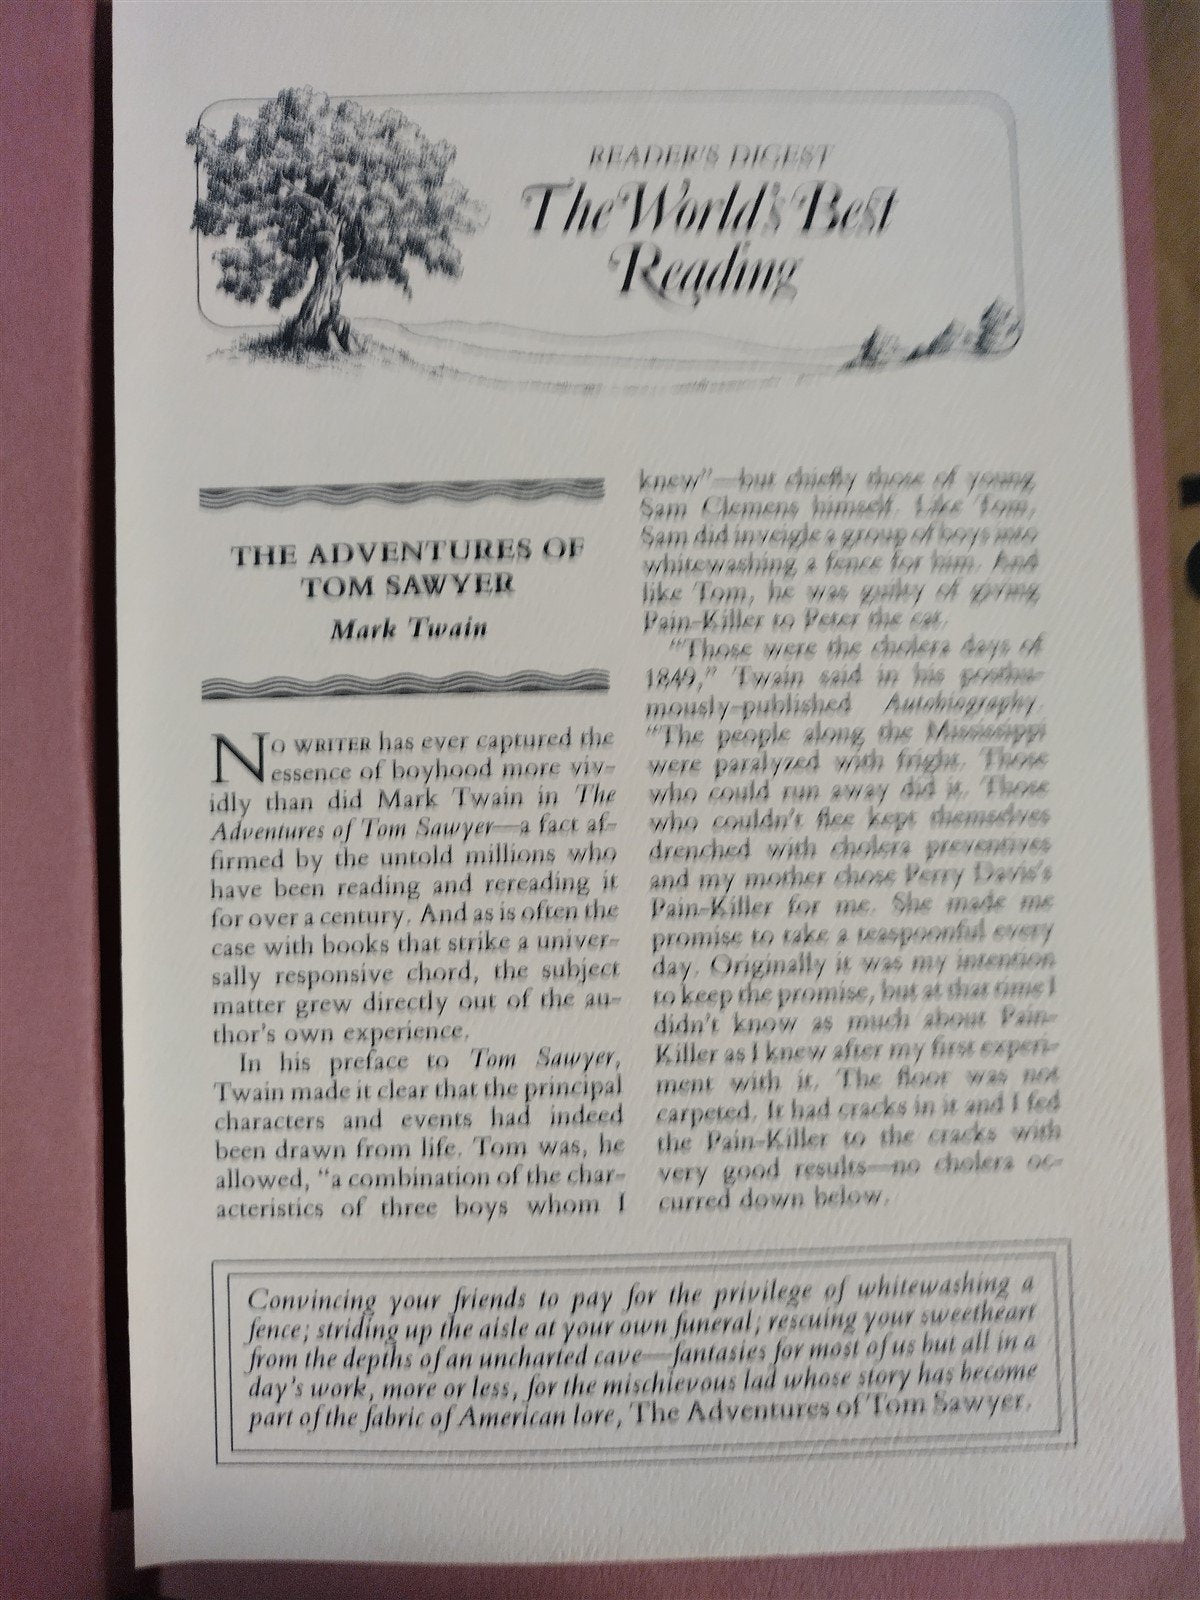 READER'S DIGEST
The World's Best
Reading
THE ADVENTURES OF
TOM SAWYER
Mark Twain
NO WRITER has ever captured the
essence of boyhood more viv-
idly than did Mark Twain in The
Adventures of Tom Sawyer—a fact af-
firmed by the untold millions who
have been reading and rereading it
for over a century. And as is often the
case with books that strike a univer-
sally responsive chord, the subject
matter grew directly out of the au-
thor's own experience.
In his preface to Tom Sawyer,
Twain made it clear that the principal
characters and events had indeed
been drawn from life. Tom was, he
allowed, "a combination of the char-
acteristics of three boys whom I
knew"—but chiefly those of young
Sam Clemens himself. Like Tom,
Sam did inveigle a group of boys into
whitewashing a fence for him. And
like Tom, he was guilty of giving
Pain-Killer to Peter the cat.
"Those were the cholera days of
1849," Twain said in his posthu-
mously-published Autobiography.
"The people along the Mississippi
were paralyzed with fright. Those
who could run away did it. Those
who couldn't flee kept themselves
drenched with cholera preventives
and my mother chose Perry Davis's
Pain-Killer for me. She made me
promise to take a teaspoonful every
day. Originally it was my intention
to keep the promise, but at that time I
didn't know as much about Pain-
Killer as I knew after my first experi-
ment with it. The floor was not
carpeted. It had cracks in it and I fed
the Pain-Killer to the cracks with
very good results—no cholera oc-
curred down below.
Convincing your friends to pay for the privilege of whitewashing a
fence; striding up the aisle at your own funeral; rescuing your sweetheart
from the depths of an uncharted cave—fantasies for most of us but all in a
day's work, more or less, for the mischievous lad whose story has become
part of the fabric of American lore, The Adventures of Tom Sawyer.